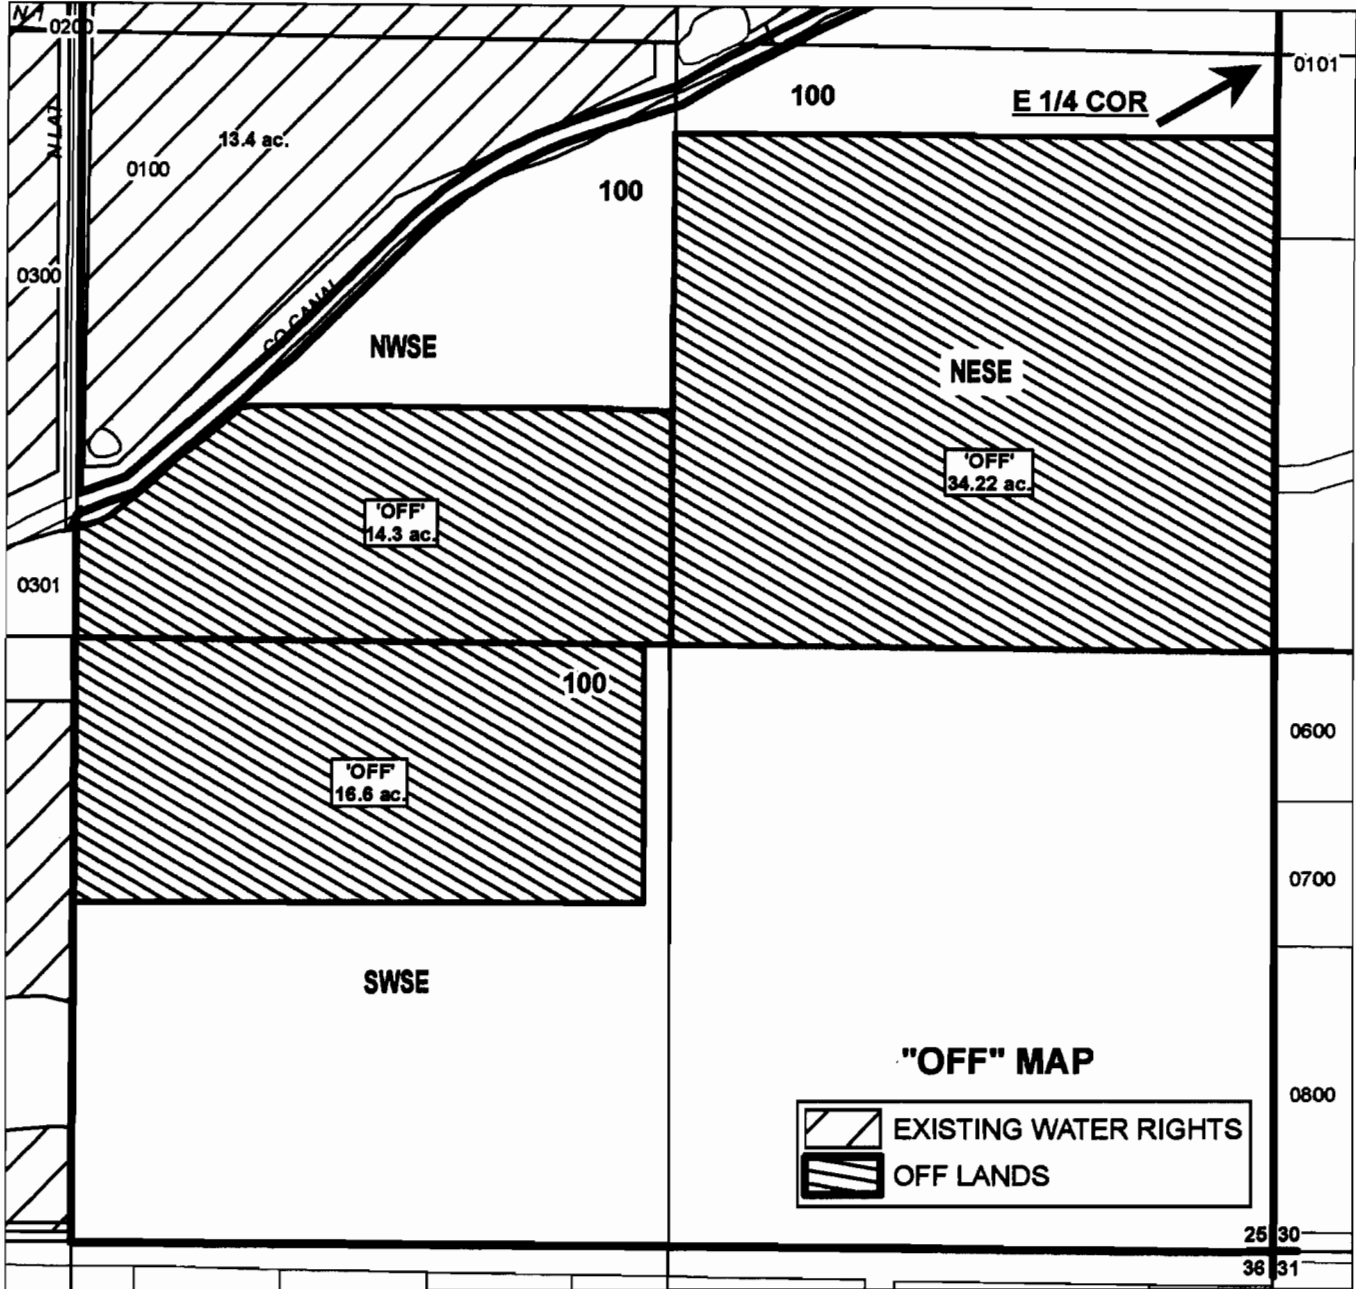 0200
0101
E 1/4 COR
100
N LAT
13.4 ac.
0100
100
0300
CO CANAL
NWSE
NESE
'OFF'
34.22 ac.
'OFF'
14.3 ac.
0301
100
0600
'OFF'
16.6 ac.
0700
SWSE
"OFF" MAP
0800
EXISTING WATER RIGHTS
OFF LANDS
25 30
36 31